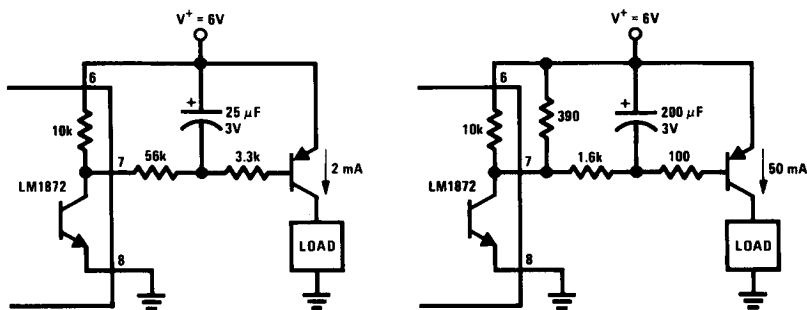 V+ = 6V
6
10k
+
25 µF
3V
7
56k
3.3k
2 mA
LM1872
LOAD
8
V+ = 6V
6
10k
390
+
200 µF
3V
7
1.6k
100
50 mA
LM1872
LOAD
8